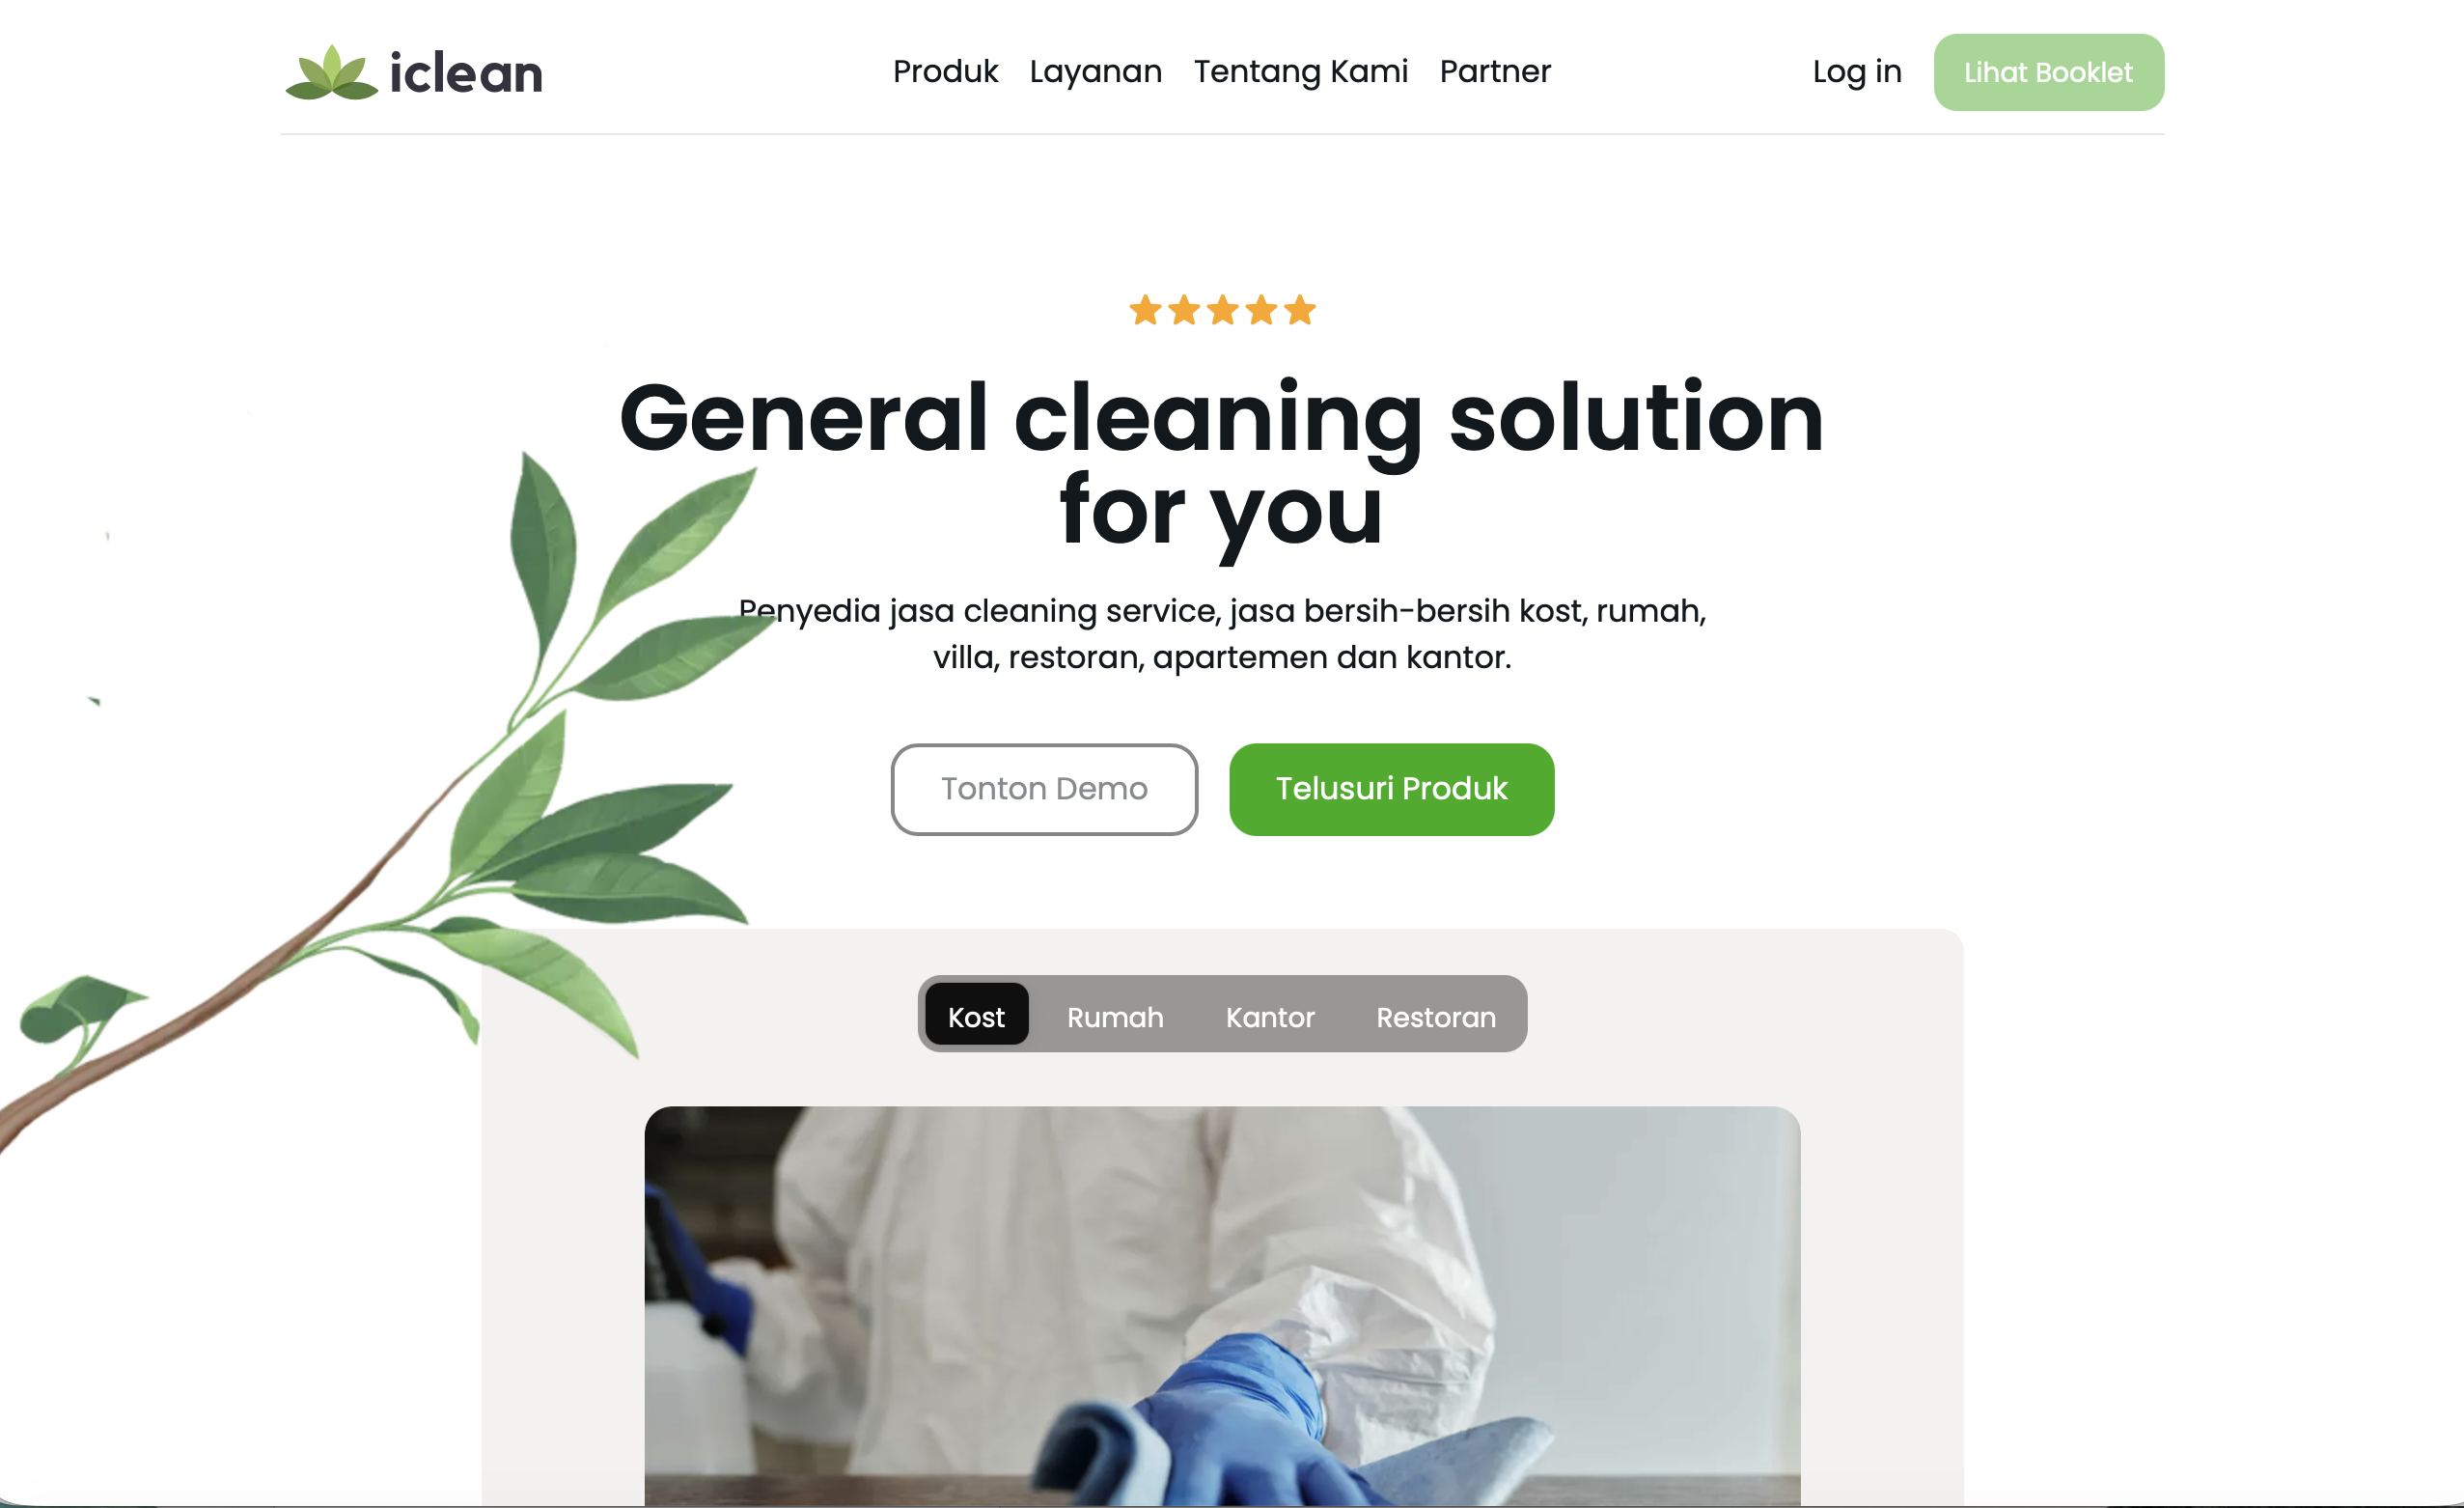 iclean
Produk
Layanan
Tentang Kami
Partner
Log in
Lihat Booklet
General cleaning solution
for you
Penyedia jasa cleaning service, jasa bersih-bersih kost, rumah,
villa, restoran, apartemen dan kantor.
Tonton Demo
Telusuri Produk
Kost
Rumah
Kantor
Restoran